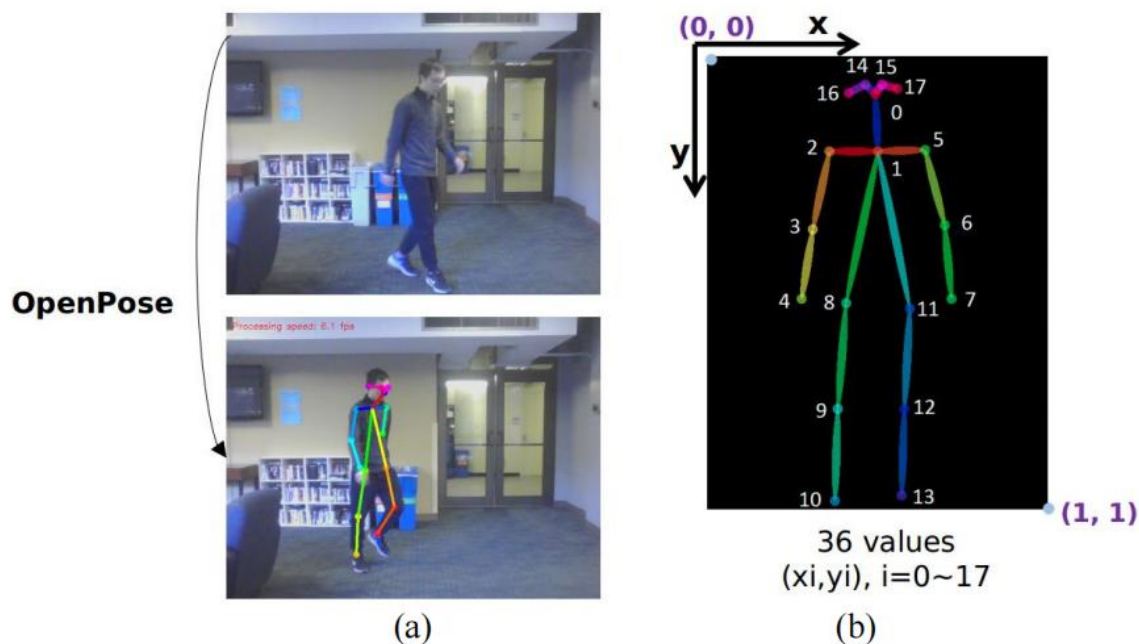 OpenPose
Processing speed: 6.1 fps
(a)
(0, 0)
x
y
14 15
16 17
0
2 5
1
3 6
4 7
8 11
9 12
10 13
(1, 1)
36 values
(xi,yi), i=0~17
(b)